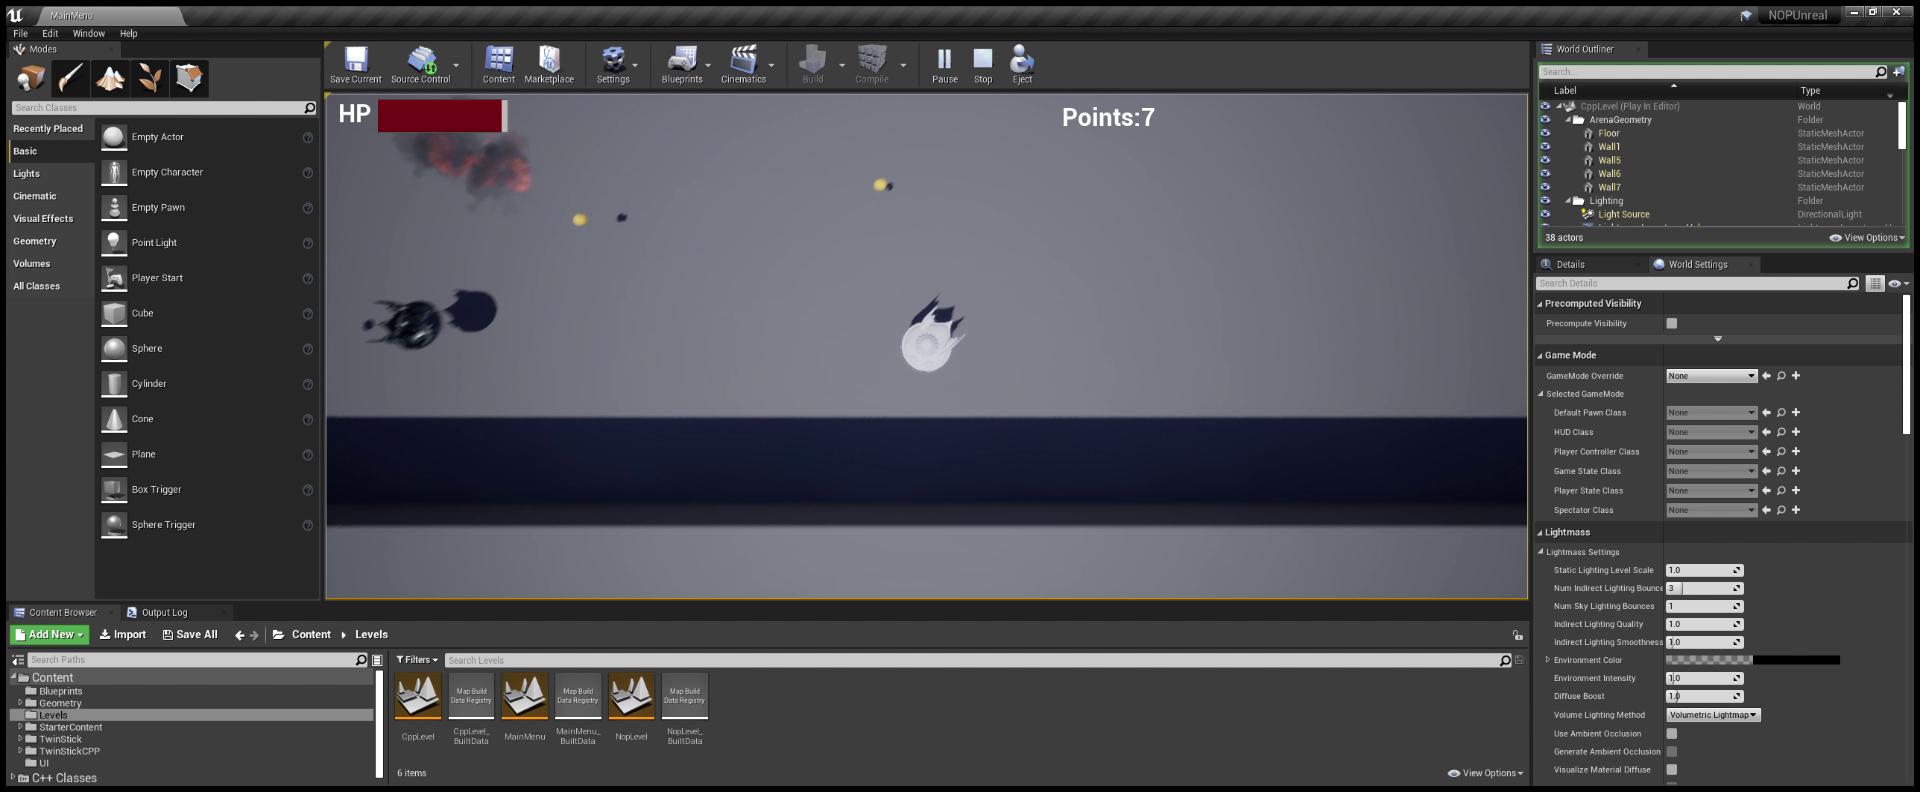 MainMenu
NOPUnreal
File Edit Window Help
Modes
Search Classes
Recently Placed
Basic
Lights
Cinematic
Visual Effects
Geometry
Volumes
All Classes
Empty Actor
Empty Character
Empty Pawn
Point Light
Player Start
Cube
Sphere
Cylinder
Cone
Plane
Box Trigger
Sphere Trigger
Save Current Source Control Content Marketplace Settings Blueprints Cinematics Build Compile Pause Stop Eject
HP
Points:7
World Outliner
Search...
Label Type
CppLevel (Play In Editor) World
ArenaGeometry Folder
Floor StaticMeshActor
Wall1 StaticMeshActor
Wall5 StaticMeshActor
Wall6 StaticMeshActor
Wall7 StaticMeshActor
Lighting Folder
Light Source DirectionalLight
38 actors View Options
Details World Settings
Search Details
Precomputed Visibility
Precompute Visibility
Game Mode
GameMode Override None
Selected GameMode
Default Pawn Class None
HUD Class None
Player Controller Class None
Game State Class None
Player State Class None
Spectator Class None
Lightmass
Lightmass Settings
Static Lighting Level Scale 1.0
Num Indirect Lighting Bounce 3
Num Sky Lighting Bounces 1
Indirect Lighting Quality 1.0
Indirect Lighting Smoothness 1.0
Environment Color
Environment Intensity 1.0
Diffuse Boost 1.0
Volume Lighting Method Volumetric Lightmap
Use Ambient Occlusion
Generate Ambient Occlusion
Visualize Material Diffuse
Content Browser Output Log
Add New Import Save All Content Levels
Search Paths
Content
Blueprints
Geometry
Levels
StarterContent
TwinStick
TwinStickCPP
UI
C++ Classes
Filters Search Levels
Map Build
Data Registry
Map Build
Data Registry
Map Build
Data Registry
CppLevel
CppLevel_
BuiltData
MainMenu
MainMenu_
BuiltData
NopLevel
NopLevel_
BuiltData
6 items View Options